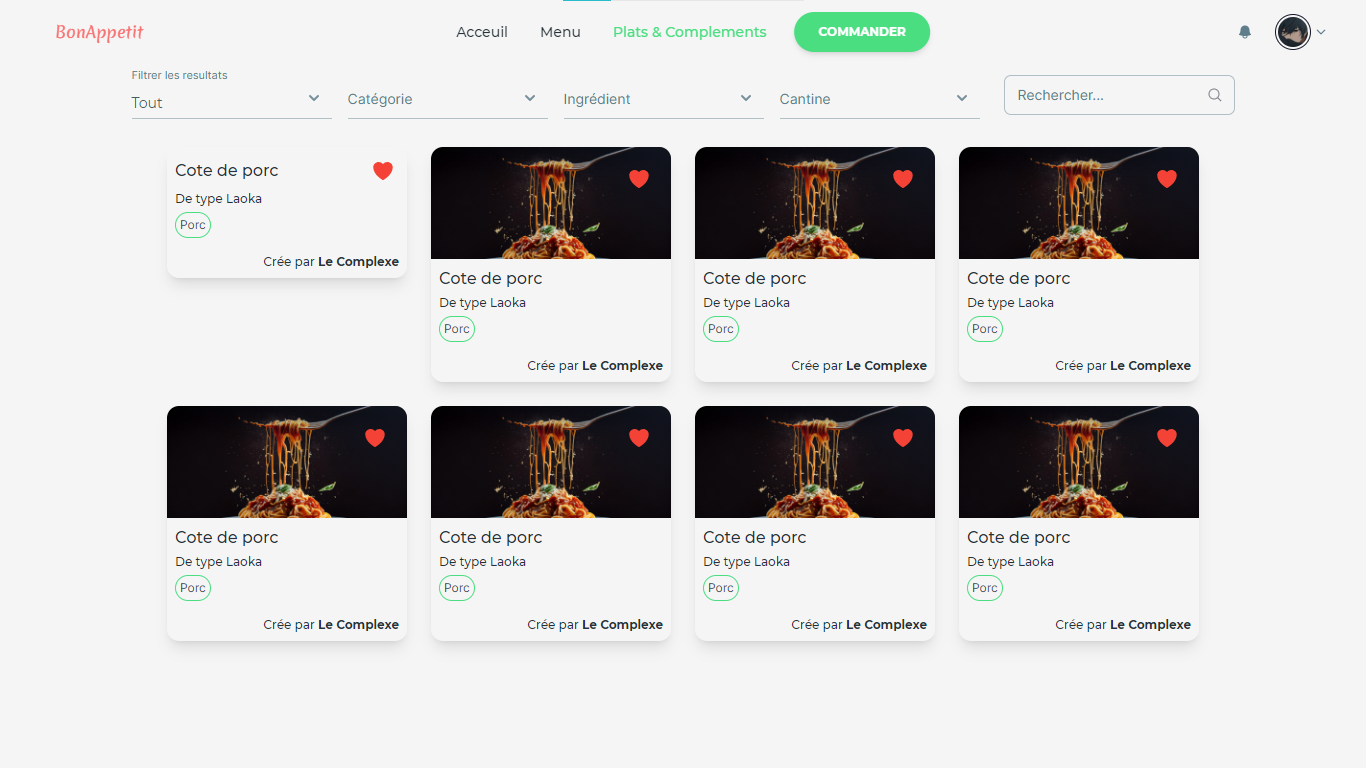 BonAppetit
Acceuil
Menu
Plats & Complements
COMMANDER
Filtrer les resultats
Tout
Catégorie
Ingrédient
Cantine
Rechercher...
Cote de porc
De type Laoka
Porc
Crée par Le Complexe
Cote de porc
De type Laoka
Porc
Crée par Le Complexe
Cote de porc
De type Laoka
Porc
Crée par Le Complexe
Cote de porc
De type Laoka
Porc
Crée par Le Complexe
Cote de porc
De type Laoka
Porc
Crée par Le Complexe
Cote de porc
De type Laoka
Porc
Crée par Le Complexe
Cote de porc
De type Laoka
Porc
Crée par Le Complexe
Cote de porc
De type Laoka
Porc
Crée par Le Complexe